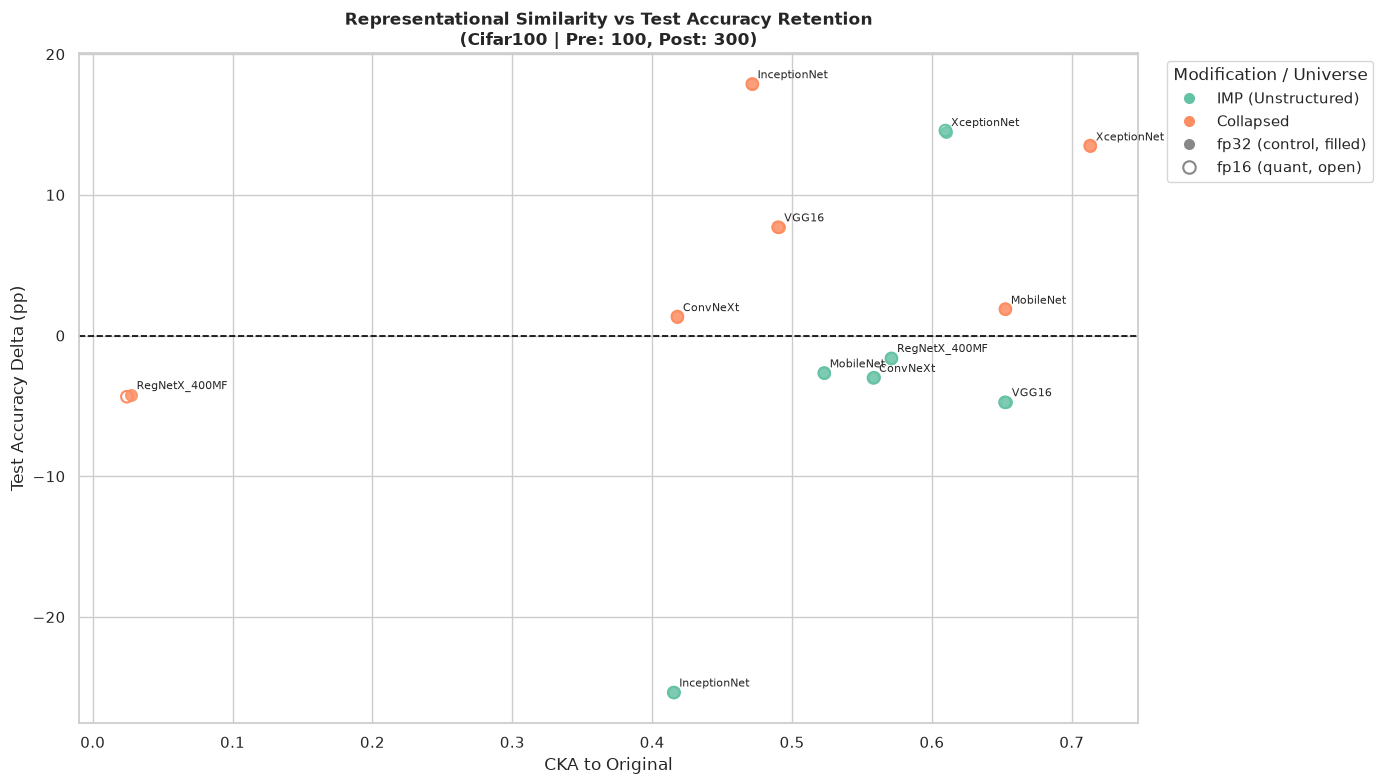 Representational Similarity vs Test Accuracy Retention
(Cifar100 | Pre: 100, Post: 300)
Modification / Universe
IMP (Unstructured)
Collapsed
fp32 (control, filled)
fp16 (quant, open)
InceptionNet
XceptionNet
XceptionNet
VGG16
MobileNet
ConvNeXt
RegNetX_400MF
MobileNet
ConvNeXt
RegNetX_400MF
VGG16
InceptionNet
Test Accuracy Delta (pp)
20
10
0
−10
−20
0.0 0.1 0.2 0.3 0.4 0.5 0.6 0.7
CKA to Original